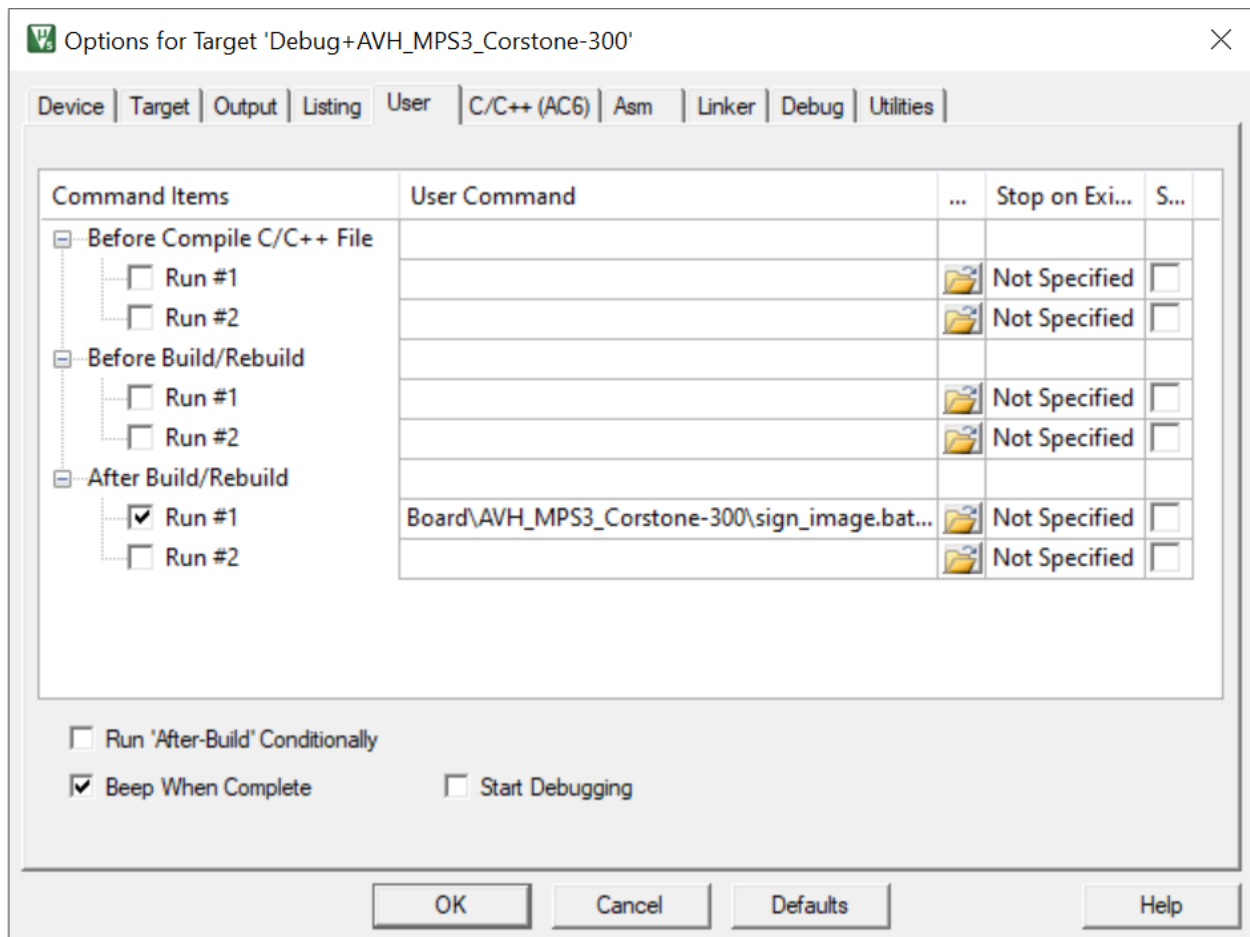 Options for Target 'Debug+AVH_MPS3_Corstone-300'
Device Target Output Listing User C/C++ (AC6) Asm Linker Debug Utilities
Command Items User Command ... Stop on Exi... S...
Before Compile C/C++ File
Run #1 Not Specified
Run #2 Not Specified
Before Build/Rebuild
Run #1 Not Specified
Run #2 Not Specified
After Build/Rebuild
Run #1 Board\AVH_MPS3_Corstone-300\sign_image.bat... Not Specified
Run #2 Not Specified
Run 'After-Build' Conditionally
Beep When Complete Start Debugging
OK Cancel Defaults Help